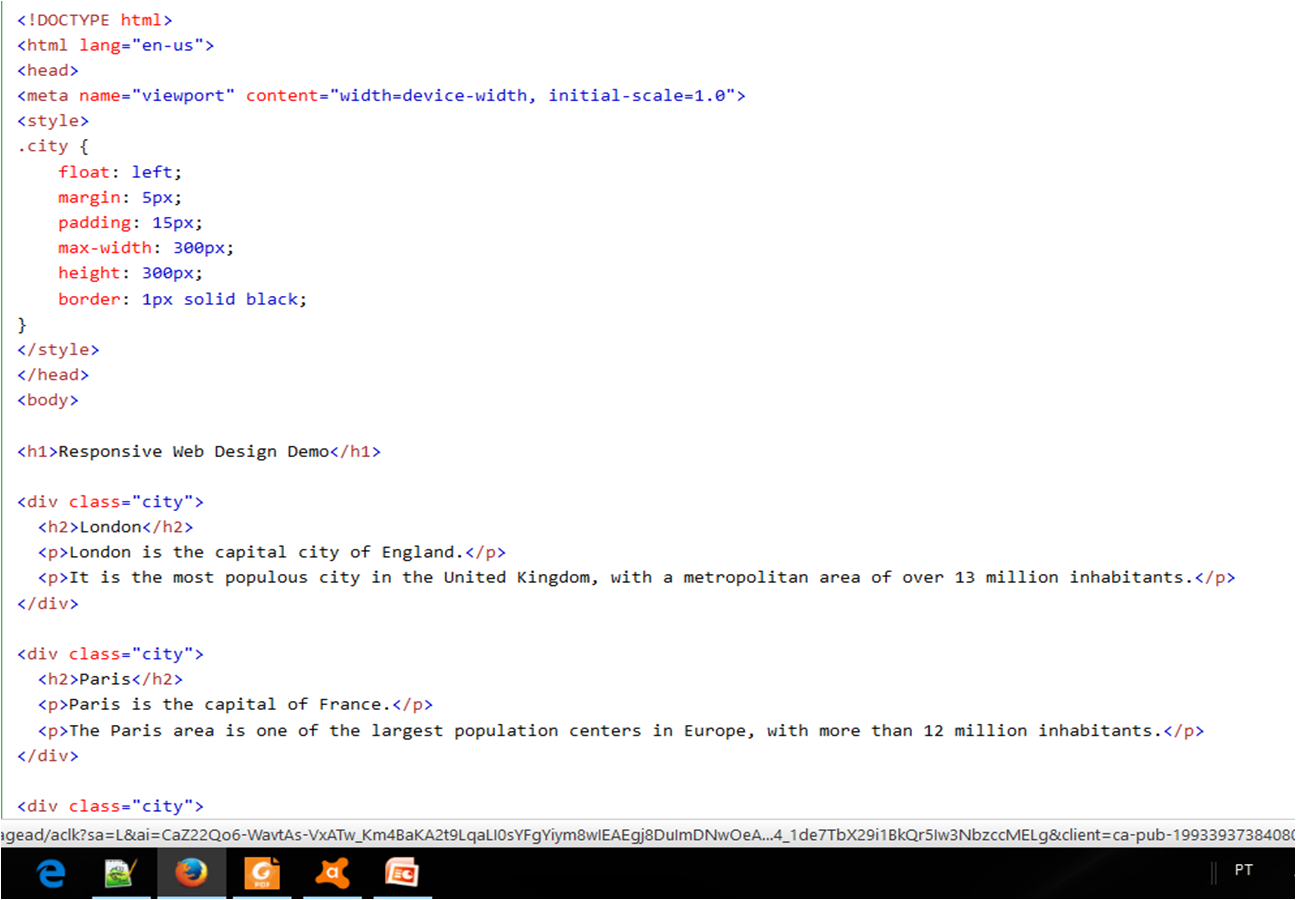 <!DOCTYPE html>
<html lang="en-us">
<head>
<meta name="viewport" content="width=device-width, initial-scale=1.0">
<style>
.city {
    float: left;
    margin: 5px;
    padding: 15px;
    max-width: 300px;
    height: 300px;
    border: 1px solid black;
}
</style>
</head>
<body>
<h1>Responsive Web Design Demo</h1>
<div class="city">
  <h2>London</h2>
  <p>London is the capital city of England.</p>
  <p>It is the most populous city in the United Kingdom, with a metropolitan area of over 13 million inhabitants.</p>
</div>
<div class="city">
  <h2>Paris</h2>
  <p>Paris is the capital of France.</p>
  <p>The Paris area is one of the largest population centers in Europe, with more than 12 million inhabitants.</p>
</div>
<div class="city">
agead/aclk?sa=L&ai=CaZ22Qo6-WavtAs-VxATw_Km4BaKA2t9LqaLI0sYFgYiym8wIEAEgj8DuImDNwOeA...4_1de7TbX29i1BkQr5Iw3NbzccMELg&client=ca-pub-19933937384080
PDF
PT